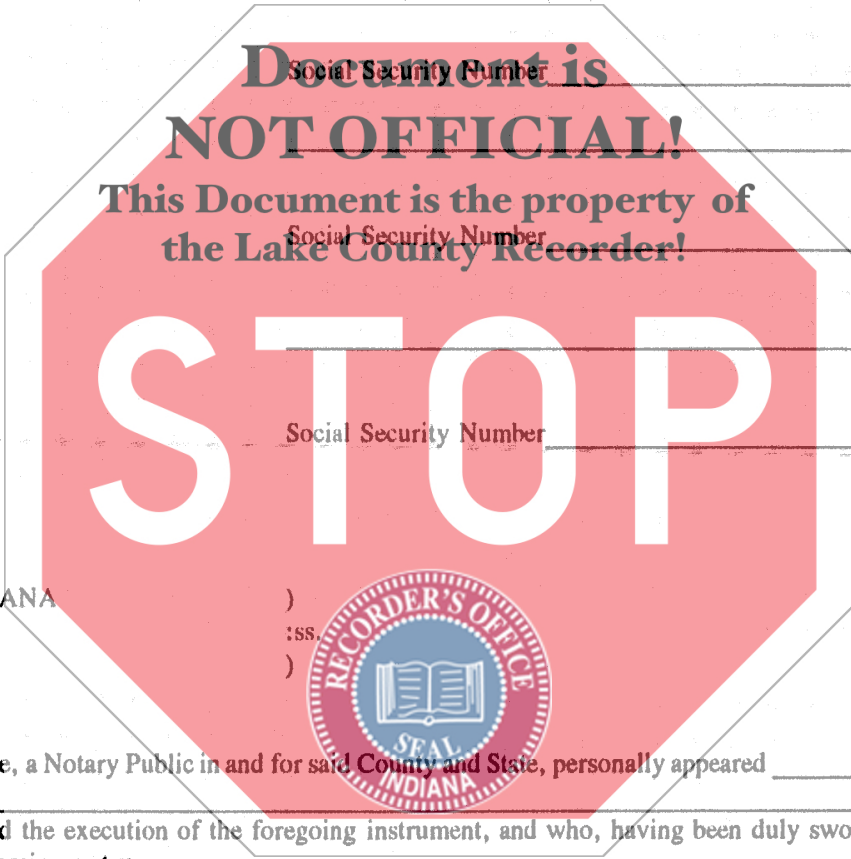 Document is
Social Security Number
NOT OFFICIAL!
This Document is the property of
the Lake County Recorder!
Social Security Number
STOP
Social Security Number
ANA )
:ss.
)
RECORDER'S OFFICE
SEAL
INDIANA
e, a Notary Public in and for said County and State, personally appeared
d the execution of the foregoing instrument, and who, having been duly swo